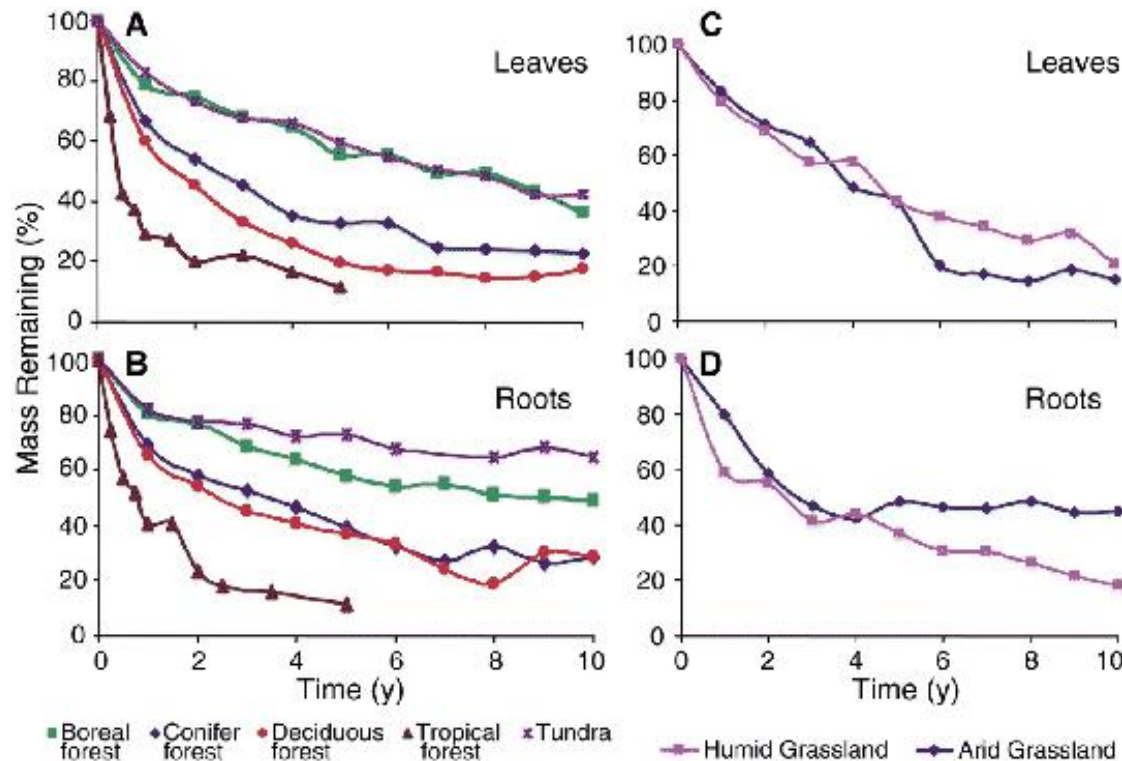 A
Leaves
100
80
60
40
20
0
C
Leaves
100
80
60
40
20
0
Mass Remaining (%)
B
Roots
100
80
60
40
20
0
0 2 4 6 8 10
Time (y)
D
Roots
100
80
60
40
20
0
0 2 4 6 8 10
Time (y)
Boreal forest
Conifer forest
Deciduous forest
Tropical forest
Tundra
Humid Grassland
Arid Grassland